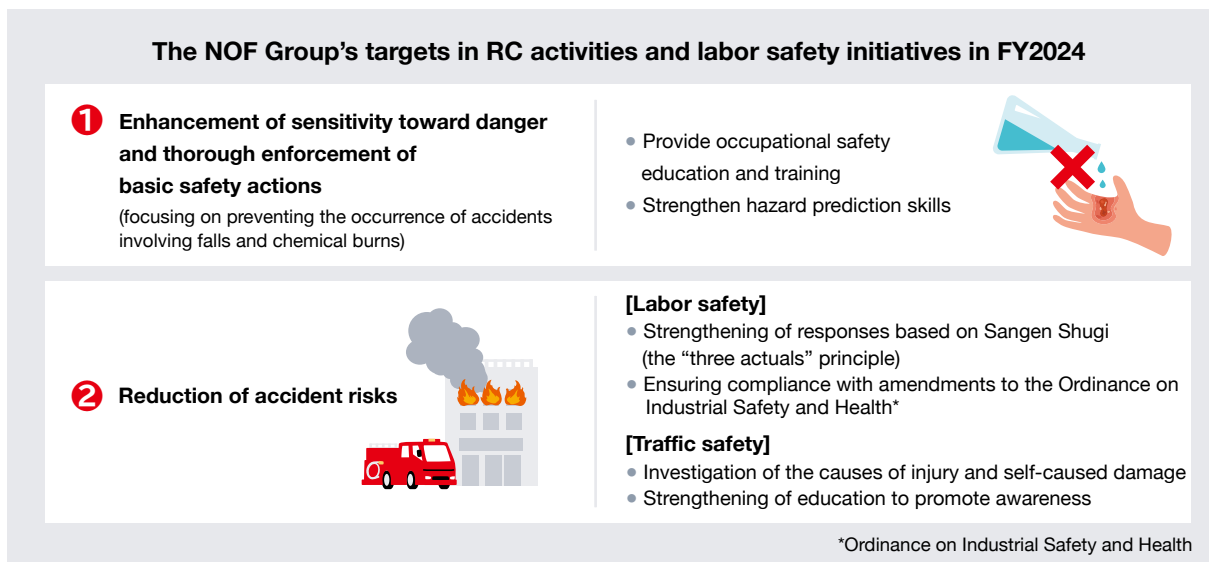 The NOF Group's targets in RC activities and labor safety initiatives in FY2024
1 Enhancement of sensitivity toward danger
and thorough enforcement of
basic safety actions
(focusing on preventing the occurrence of accidents
involving falls and chemical burns)
• Provide occupational safety
education and training
• Strengthen hazard prediction skills
2 Reduction of accident risks
[Labor safety]
• Strengthening of responses based on Sangen Shugi
(the “three actuals” principle)
• Ensuring compliance with amendments to the Ordinance on
Industrial Safety and Health*
[Traffic safety]
• Investigation of the causes of injury and self-caused damage
• Strengthening of education to promote awareness
*Ordinance on Industrial Safety and Health